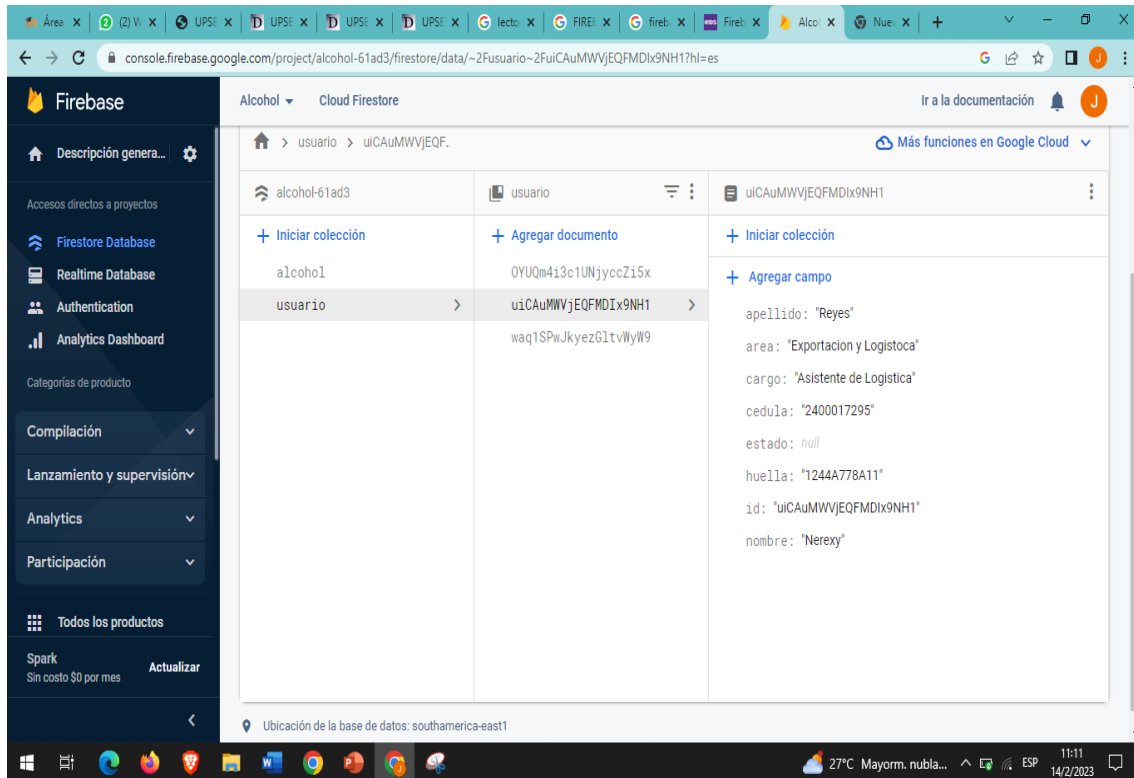 Área
(2) W
UPSE
UPSE
UPSE
UPSE
lecto
FIREB
fireb
Fireb
Alcoh
Nuev
console.firebase.google.com/project/alcohol-61ad3/firestore/data/~2Fusuario~2FuiCAuMWVjEQFMDIx9NH1?hl=es
J
Firebase
Alcohol
Cloud Firestore
Ir a la documentación
J
Descripción genera...
usuario > uiCAuMWVjEQF.
Más funciones en Google Cloud
Accesos directos a proyectos
Firestore Database
Realtime Database
Authentication
Analytics Dashboard
Categorías de producto
Compilación
Lanzamiento y supervisión
Analytics
Participación
Todos los productos
Spark
Sin costo $0 por mes
Actualizar
alcohol-61ad3
+ Iniciar colección
alcohol
usuario
usuario
+ Agregar documento
0YUQm4i3c1UNjyccZi5x
uiCAuMWVjEQFMDIx9NH1
waq1SPwJkyezGltvWyW9
uiCAuMWVjEQFMDIx9NH1
+ Iniciar colección
+ Agregar campo
apellido: "Reyes"
area: "Exportacion y Logistoca"
cargo: "Asistente de Logistica"
cedula: "2400017295"
estado: null
huella: "1244A778A11"
id: "uiCAuMWVjEQFMDIx9NH1"
nombre: "Nerexy"
Ubicación de la base de datos: southamerica-east1
27°C Mayorm. nubla...
ESP
11:11
14/2/2023